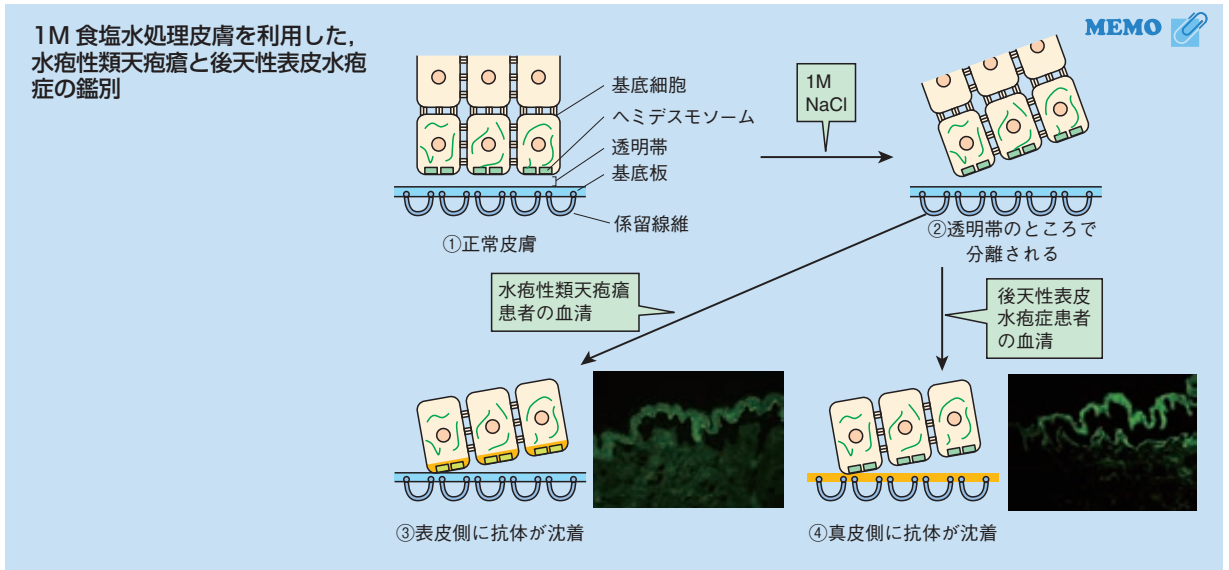 1M 食塩水処理皮膚を利用した,
水疱性類天疱瘡と後天性表皮水疱
症の鑑別
MEMO
基底細胞
ヘミデスモソーム
透明帯
基底板
係留線維
①正常皮膚
1M
NaCl
②透明帯のところで
分離される
水疱性類天疱瘡
患者の血清
後天性表皮
水疱症患者
の血清
③表皮側に抗体が沈着
④真皮側に抗体が沈着